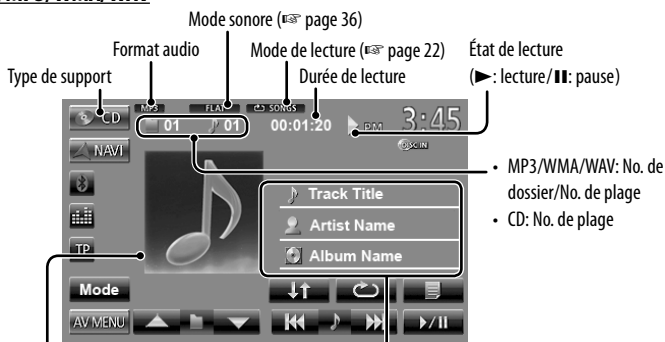 Mode sonore (☞ page 36)
Format audio
Mode de lecture (☞ page 22)
État de lecture
Type de support
Durée de lecture
(►: lecture/❚❚: pause)
MP3
FLAT
SONGS
CD
01
01
00:01:20
PM
3:45
DISC IN
NAVI
• MP3/WMA/WAV: No. de
dossier/No. de plage
• CD: No. de plage
Track Title
Artist Name
Album Name
TP
Mode
AV MENU